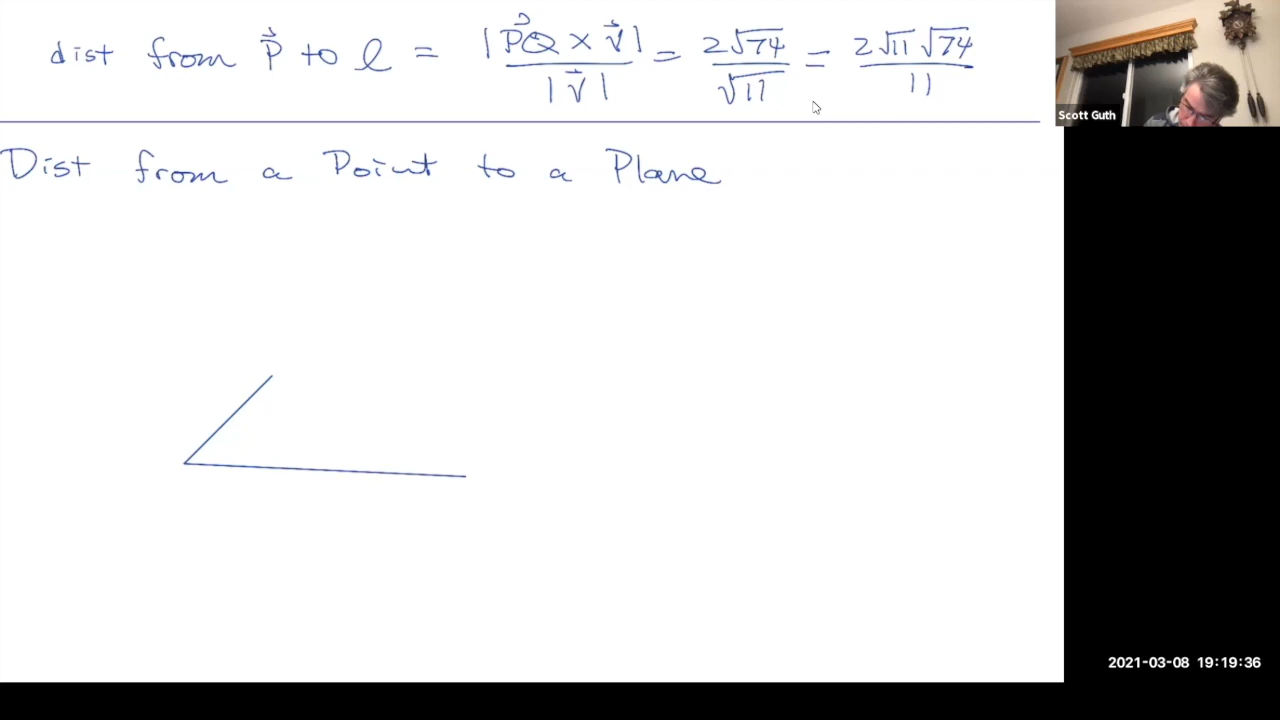 dist from P⃗ to l = |P⃗Q × V⃗| / |V⃗| = 2√74 / √11 = 2√11 √74 / 11
Scott Guth
Dist from a Point to a Plane
2021-03-08 19:19:36